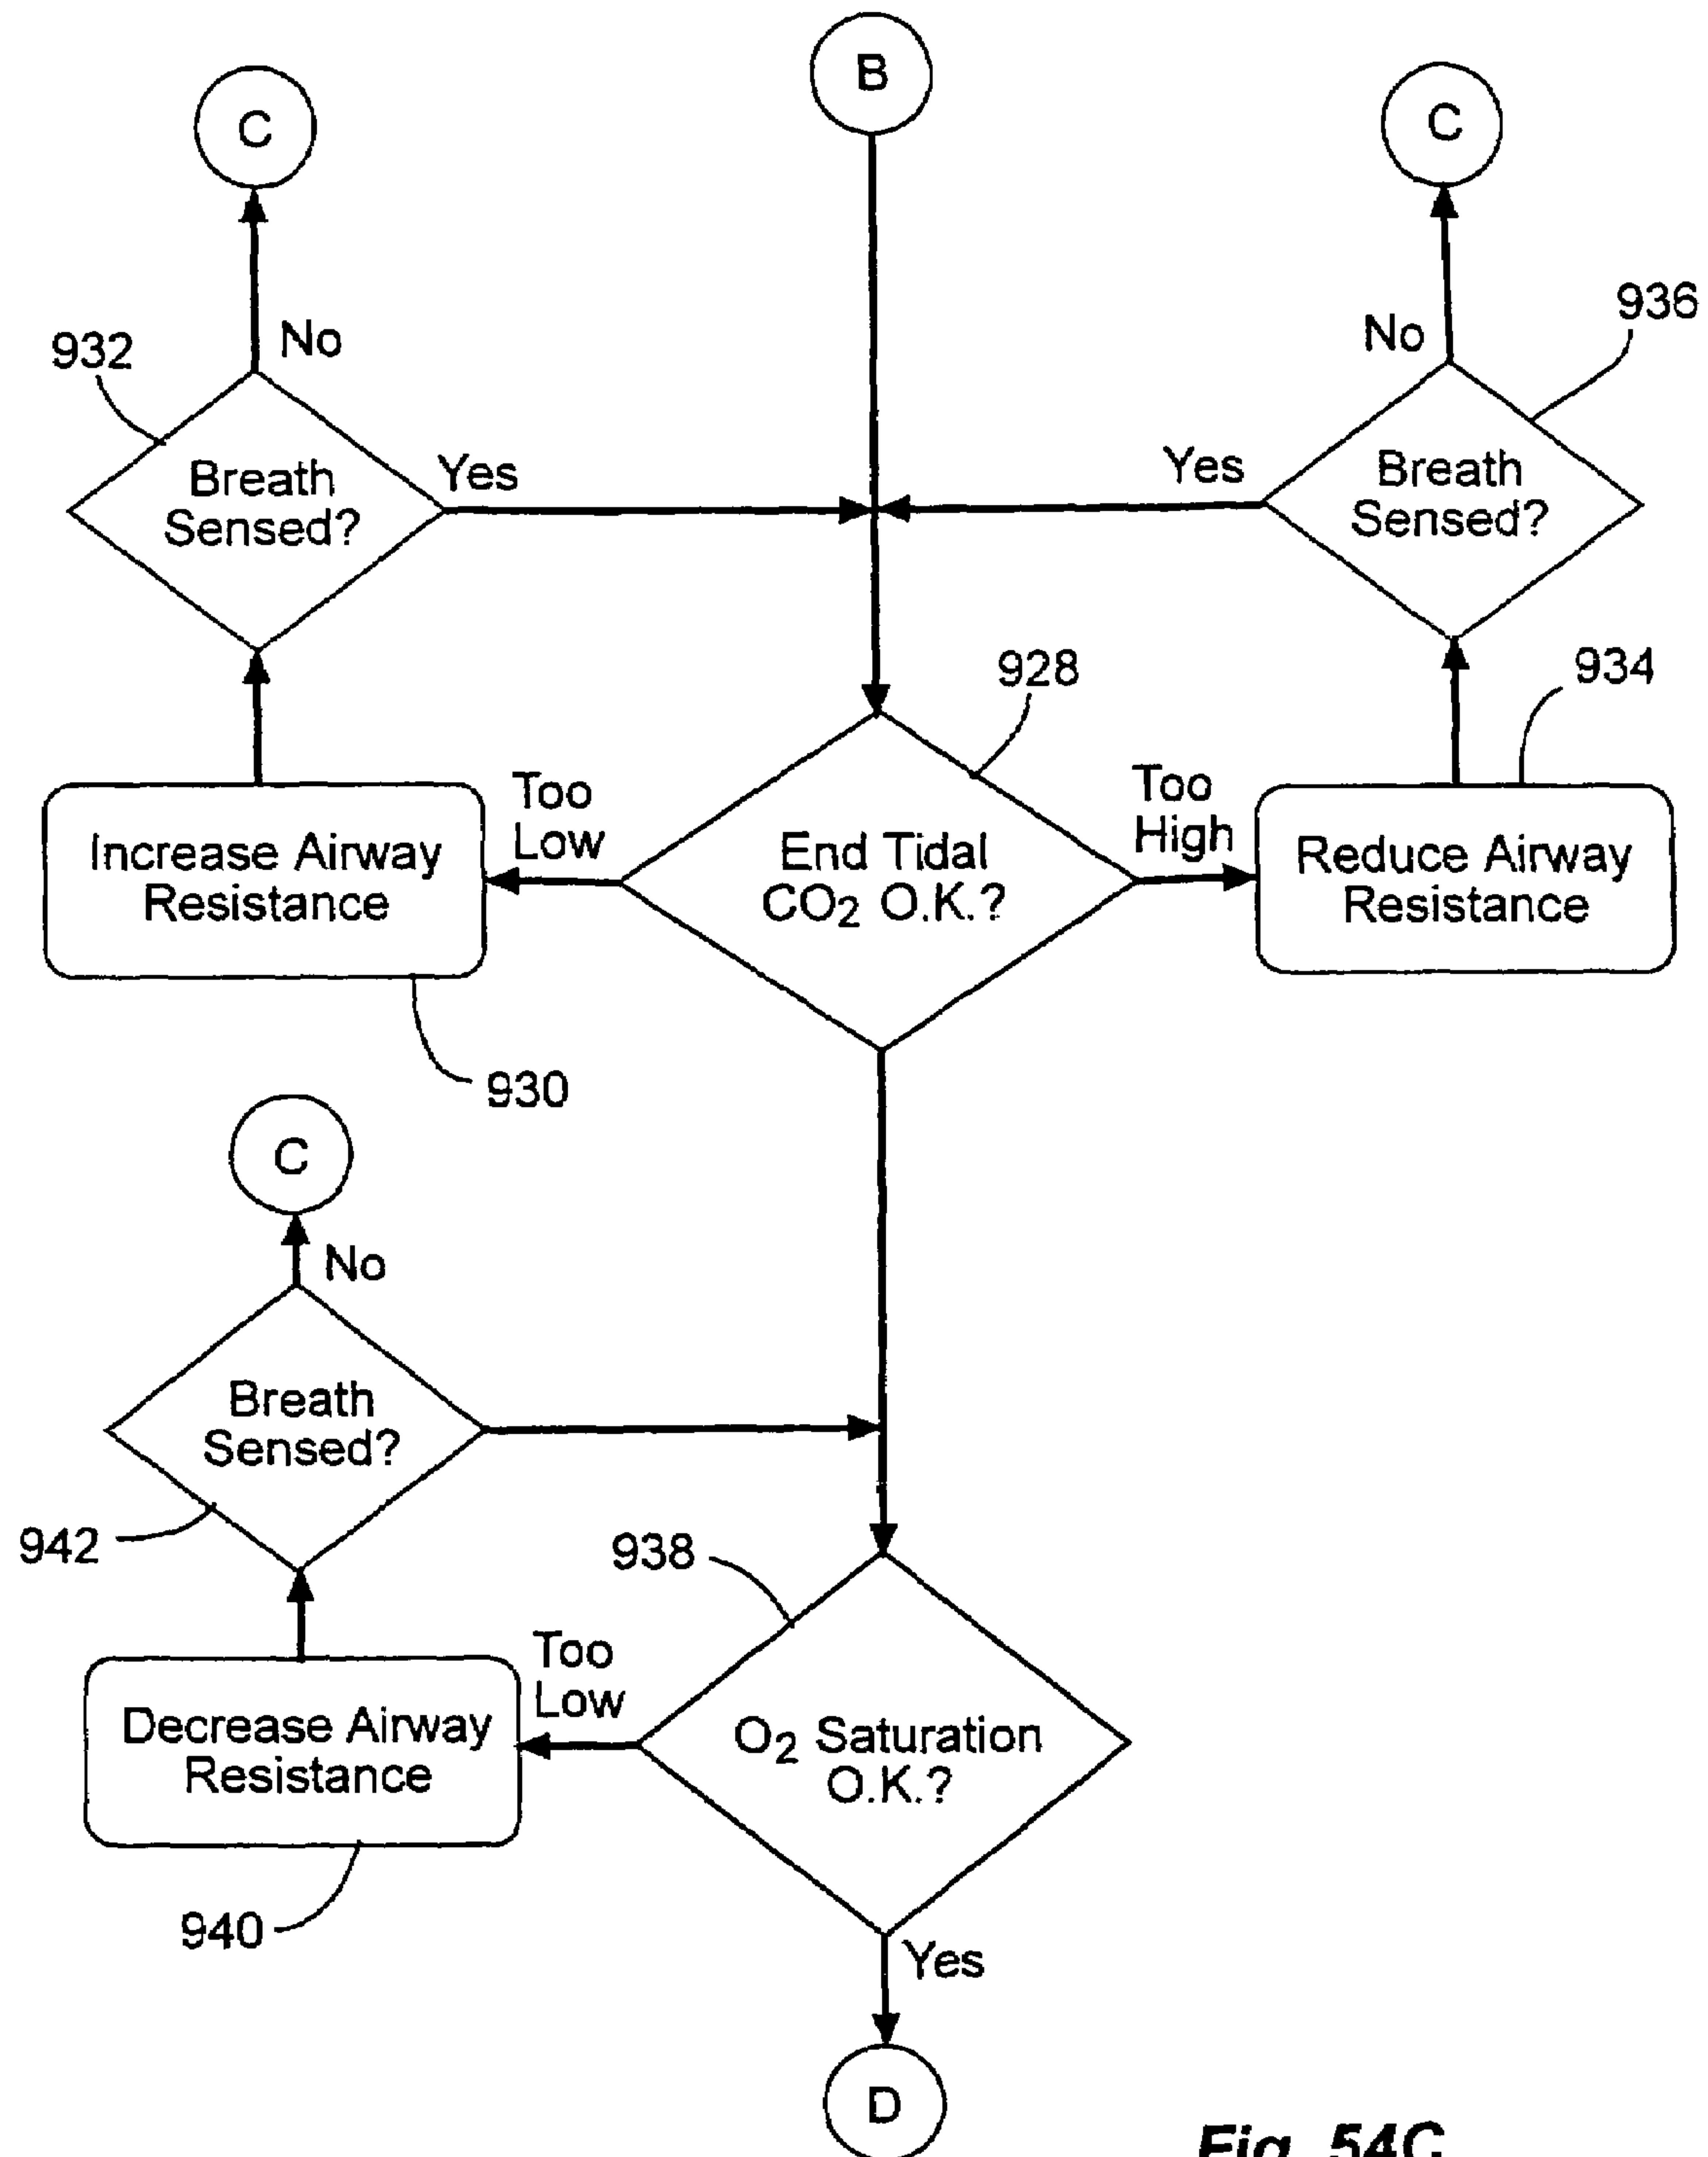 B
C
C
936
932
No
No
Breath
Sensed?
Yes
Yes
Breath
Sensed?
928
934
Increase Airway
Resistance
Too
Low
End Tidal
CO₂ O.K.?
Too
High
Reduce Airway
Resistance
930
C
No
Breath
Sensed?
942
938
Decrease Airway
Resistance
Too
Low
O₂ Saturation
O.K.?
940
Yes
D
Fig. 54C